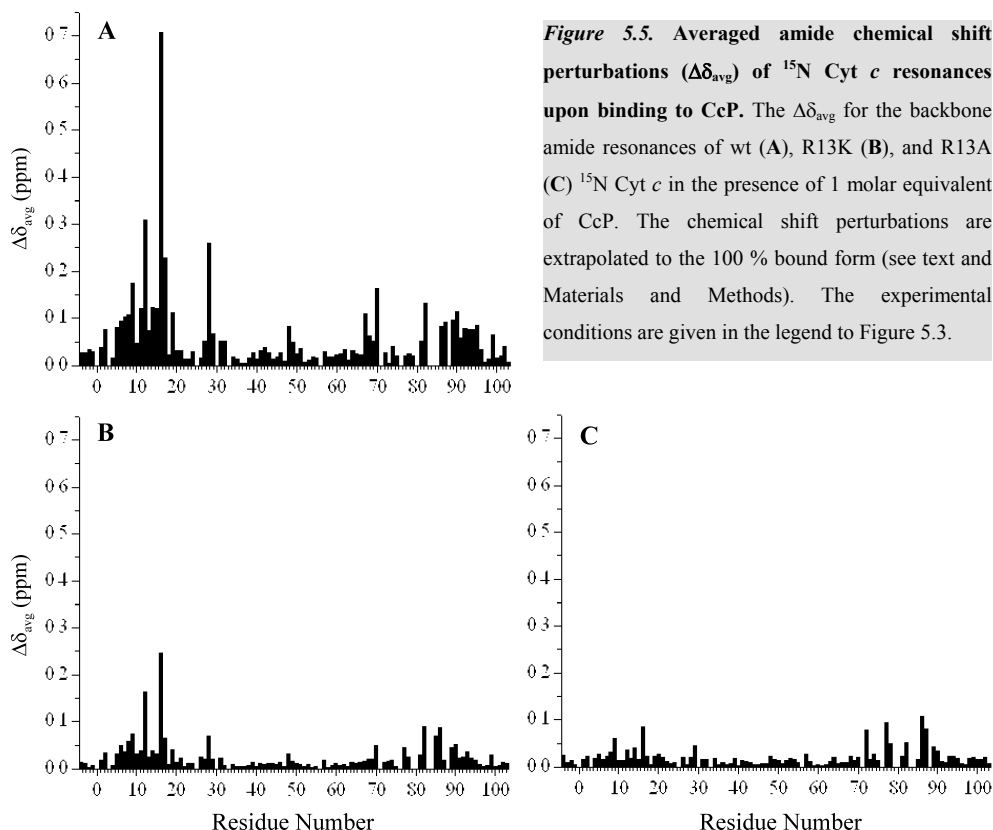 A
0.7
0.6
0.5
0.4
0.3
0.2
0.1
0.0
Δδavg (ppm)
0 10 20 30 40 50 60 70 80 90 100
Figure 5.5. Averaged amide chemical shift
perturbations (Δδavg) of 15N Cyt c resonances
upon binding to CcP. The Δδavg for the backbone
amide resonances of wt (A), R13K (B), and R13A
(C) 15N Cyt c in the presence of 1 molar equivalent
of CcP. The chemical shift perturbations are
extrapolated to the 100 % bound form (see text and
Materials and Methods). The experimental
conditions are given in the legend to Figure 5.3.
B
0.7
0.6
0.5
0.4
0.3
0.2
0.1
0.0
Δδavg (ppm)
0 10 20 30 40 50 60 70 80 90 100
Residue Number
C
0.7
0.6
0.5
0.4
0.3
0.2
0.1
0.0
0 10 20 30 40 50 60 70 80 90 100
Residue Number